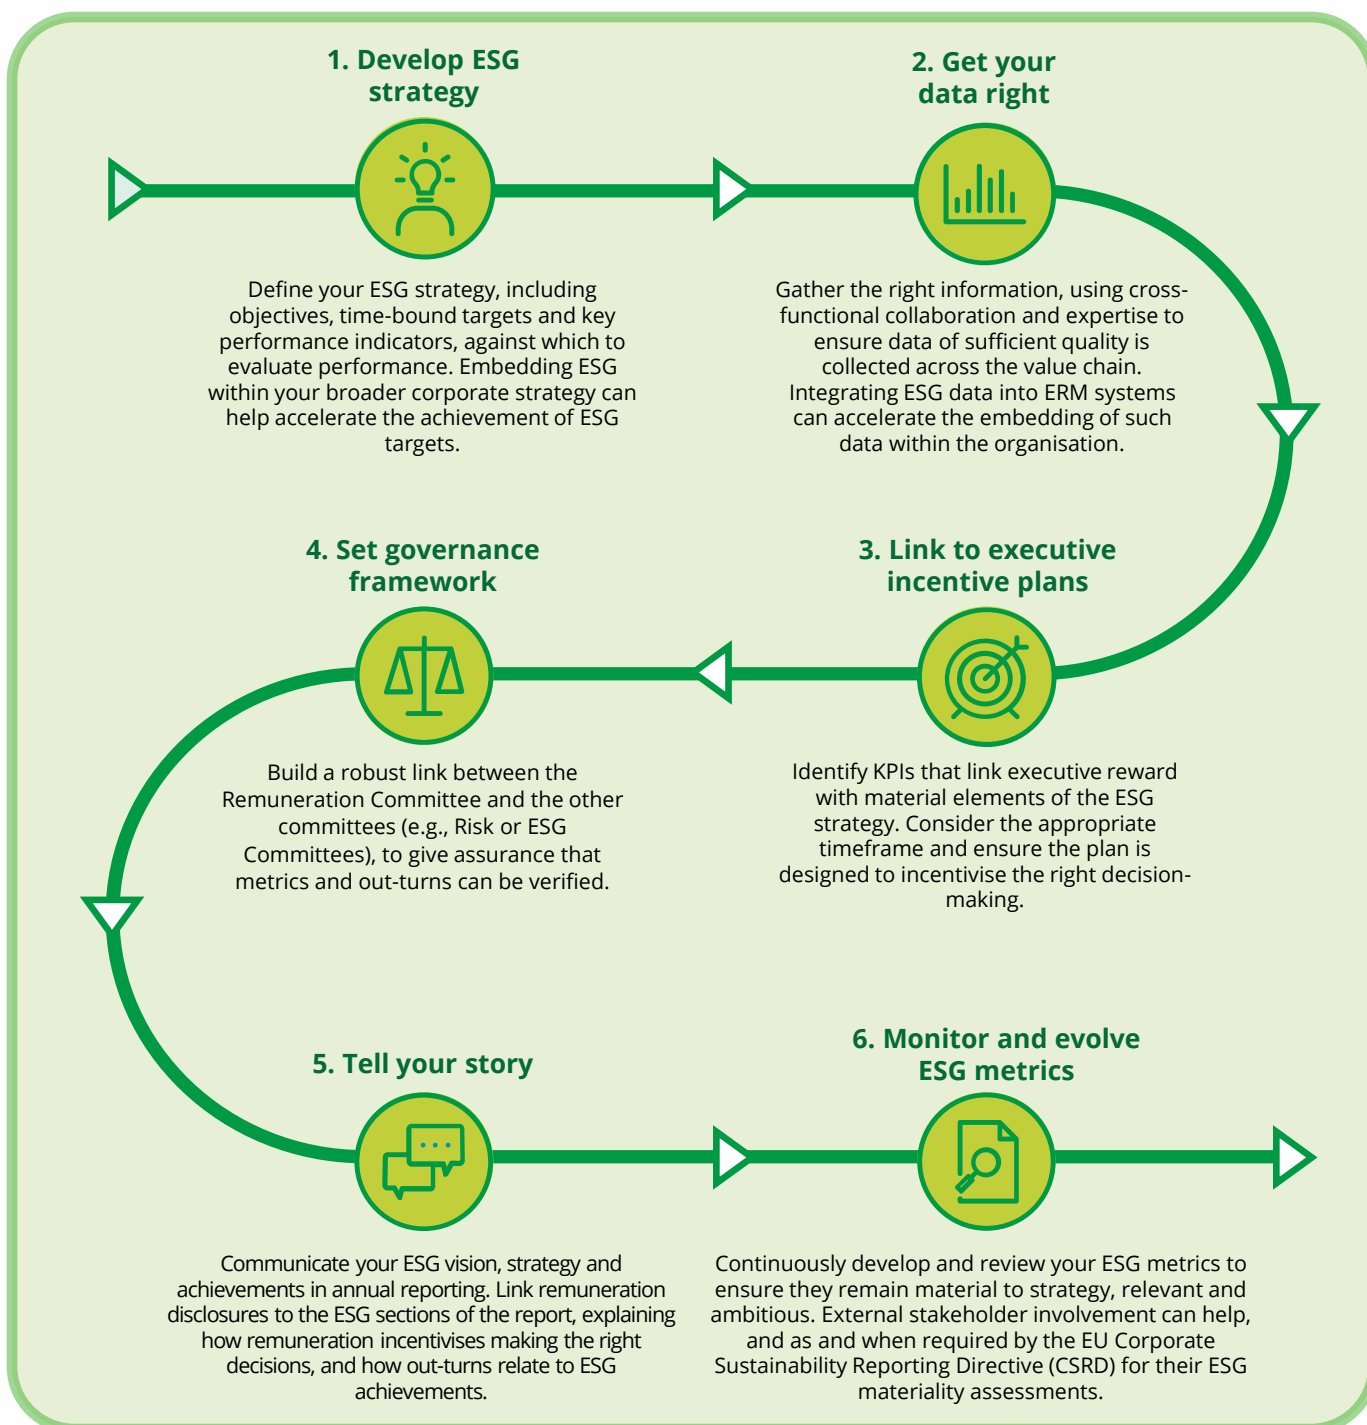 1. Develop ESG
strategy
2. Get your
data right
Define your ESG strategy, including
objectives, time-bound targets and key
performance indicators, against which to
evaluate performance. Embedding ESG
within your broader corporate strategy can
help accelerate the achievement of ESG
targets.
Gather the right information, using cross-
functional collaboration and expertise to
ensure data of sufficient quality is
collected across the value chain.
Integrating ESG data into ERM systems
can accelerate the embedding of such
data within the organisation.
3. Link to executive
incentive plans
Identify KPIs that link executive reward
with material elements of the ESG
strategy. Consider the appropriate
timeframe and ensure the plan is
designed to incentivise the right decision-
making.
4. Set governance
framework
Build a robust link between the
Remuneration Committee and the other
committees (e.g., Risk or ESG
Committees), to give assurance that
metrics and out-turns can be verified.
5. Tell your story
Communicate your ESG vision, strategy and
achievements in annual reporting. Link remuneration
disclosures to the ESG sections of the report, explaining
how remuneration incentivises making the right
decisions, and how out-turns relate to ESG
achievements.
6. Monitor and evolve
ESG metrics
Continuously develop and review your ESG metrics to
ensure they remain material to strategy, relevant and
ambitious. External stakeholder involvement can help,
and as and when required by the EU Corporate
Sustainability Reporting Directive (CSRD) for their ESG
materiality assessments.